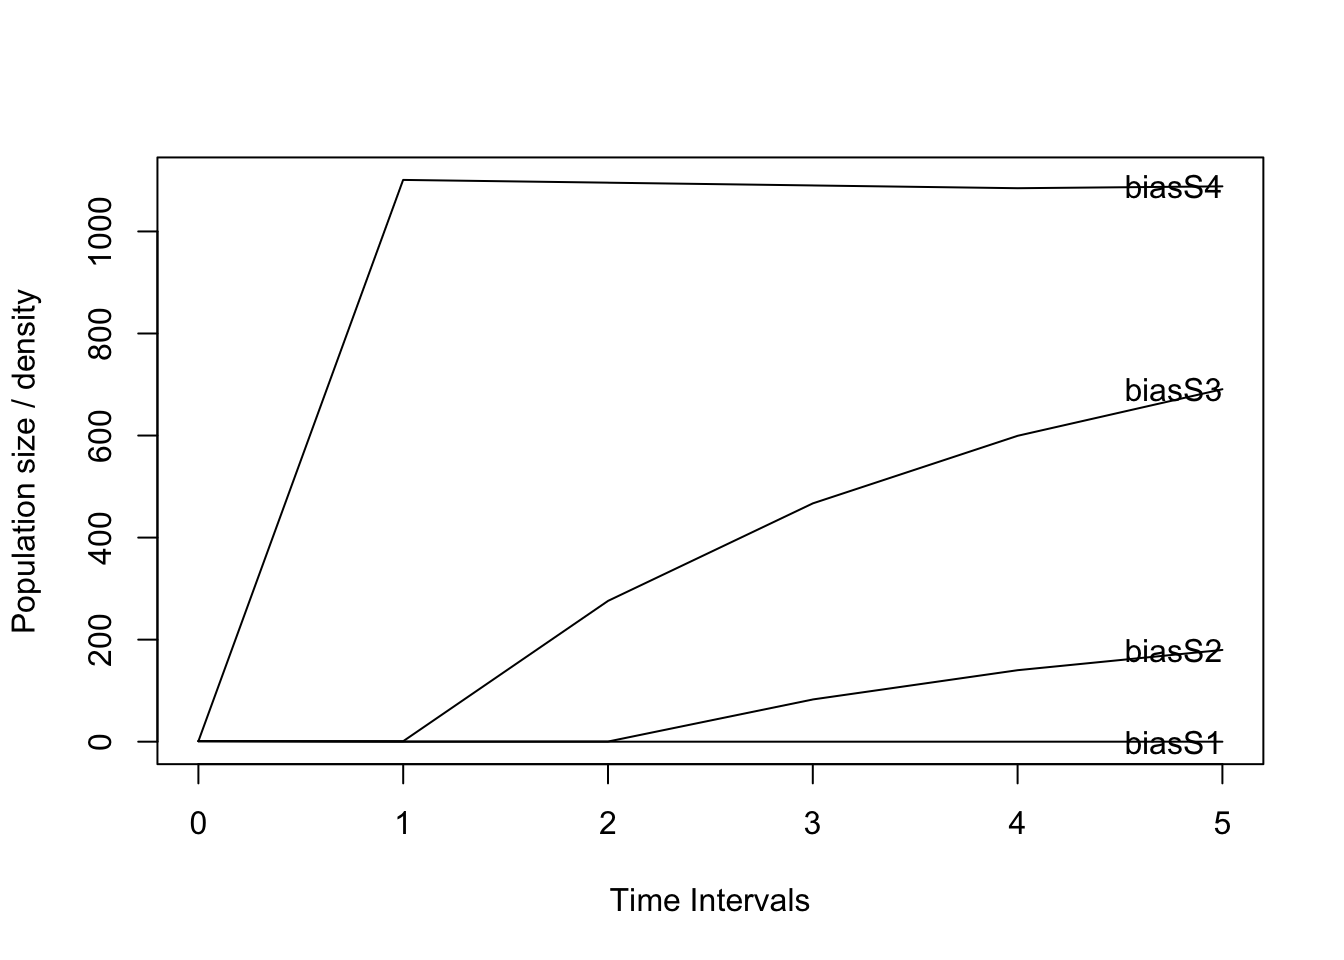 Population size / density
1000
800
600
400
200
0
biasS4
biasS3
biasS2
biasS1
0 1 2 3 4 5
Time Intervals